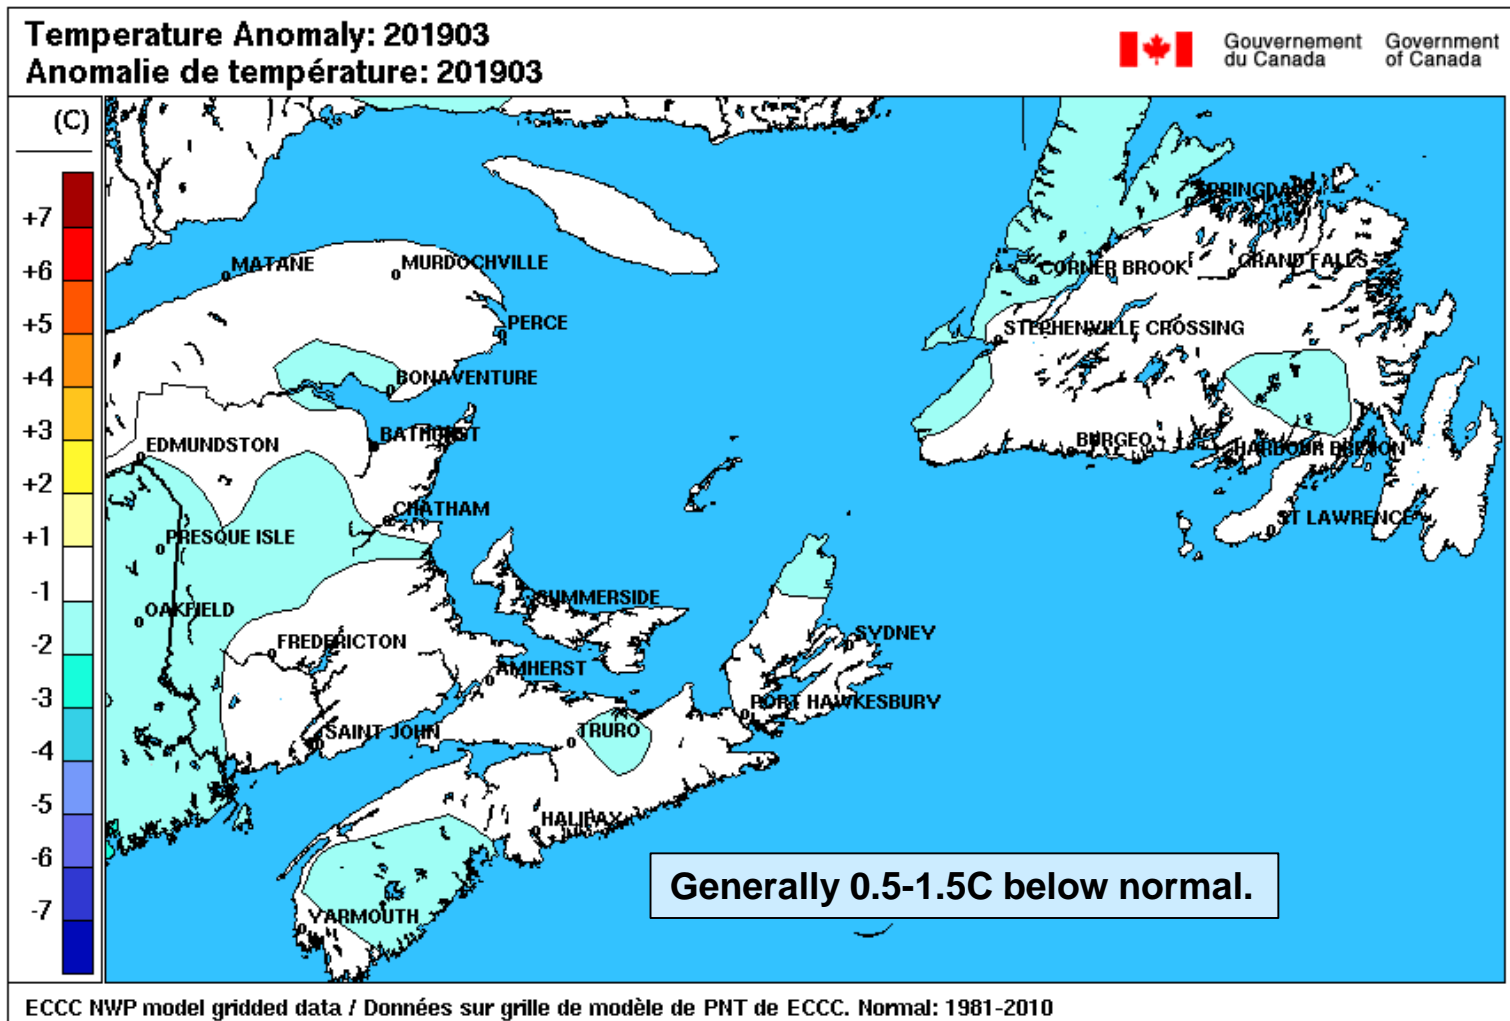 Temperature Anomaly: 201903
Anomalie de température: 201903
Gouvernement du Canada
Government of Canada
(C)
+7
+6
+5
+4
+3
+2
+1
-1
-2
-3
-4
-5
-6
-7
SPRINGDALE
MATANE
MURDOCHVILLE
CORNER BROOK
GRAND FALLS
PERCE
STEPHENVILLE CROSSING
BONAVENTURE
BATHURST
EDMUNDSTON
BURGEO
HARBOUR BRETON
CHATHAM
ST LAWRENCE
PRESQUE ISLE
OAKFIELD
SUMMERSIDE
FREDERICTON
SYDNEY
AMHERST
PORT HAWKESBURY
SAINT JOHN
TRURO
HALIFAX
YARMOUTH
Generally 0.5-1.5C below normal.
ECCC NWP model gridded data / Données sur grille de modèle de PNT de ECCC. Normal: 1981-2010